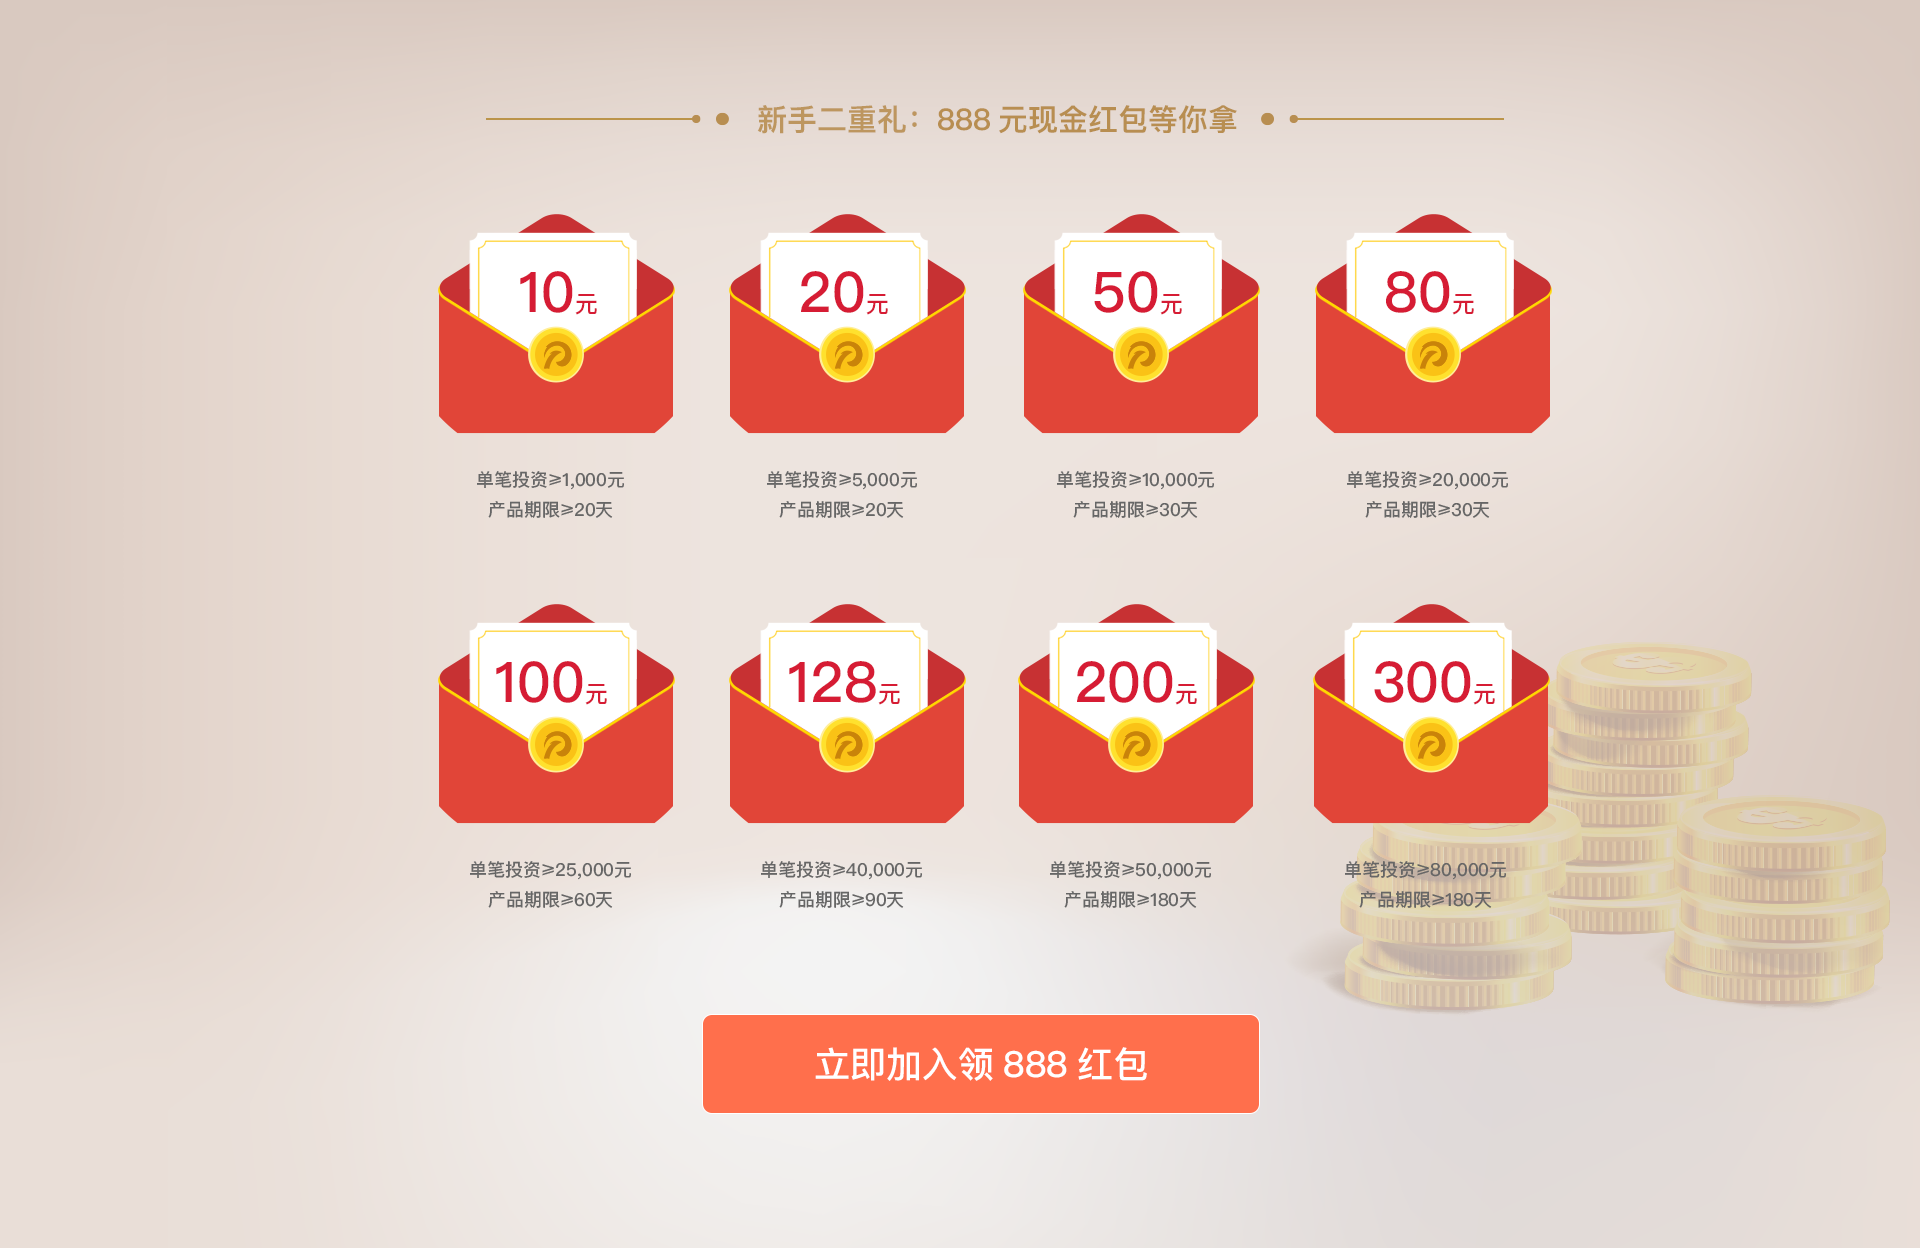 新手二重礼：888 元现金红包等你拿
10元
20元
50元
80元
单笔投资≥1,000元
产品期限≥20天
单笔投资≥5,000元
产品期限≥20天
单笔投资≥10,000元
产品期限≥30天
单笔投资≥20,000元
产品期限≥30天
100元
128元
200元
300元
单笔投资≥25,000元
产品期限≥60天
单笔投资≥40,000元
产品期限≥90天
单笔投资≥50,000元
产品期限≥180天
单笔投资≥80,000元
产品期限≥180天
立即加入领 888 红包